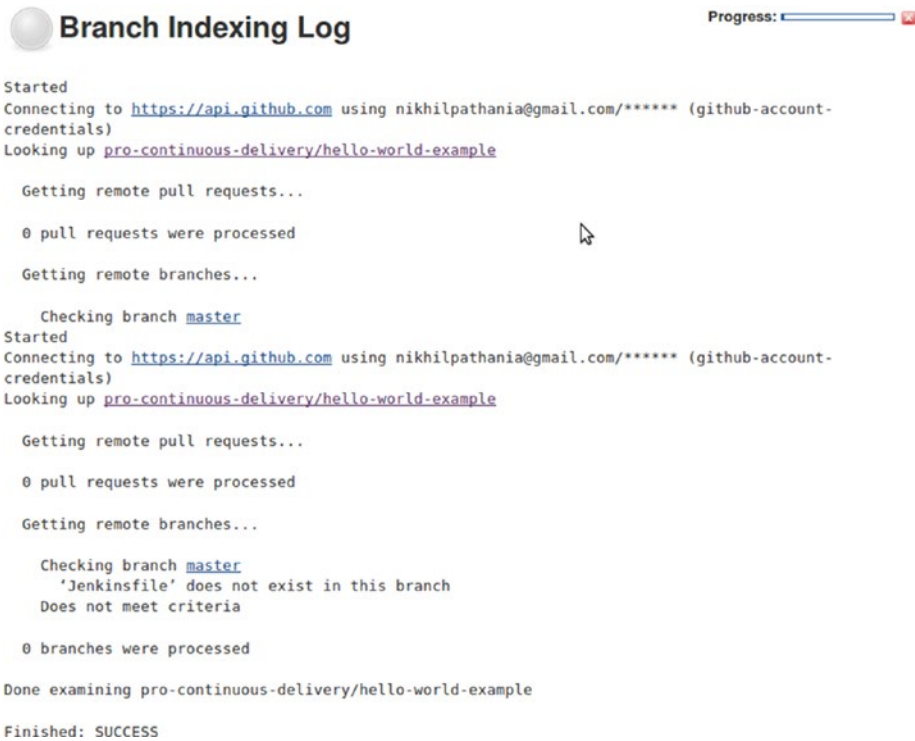 Branch Indexing Log
Progress:
Started
Connecting to https://api.github.com using nikhilpathania@gmail.com/****** (github-account-
credentials)
Looking up pro-continuous-delivery/hello-world-example
Getting remote pull requests...
0 pull requests were processed
Getting remote branches...
Checking branch master
Started
Connecting to https://api.github.com using nikhilpathania@gmail.com/****** (github-account-
credentials)
Looking up pro-continuous-delivery/hello-world-example
Getting remote pull requests...
0 pull requests were processed
Getting remote branches...
Checking branch master
‘Jenkinsfile’ does not exist in this branch
Does not meet criteria
0 branches were processed
Done examining pro-continuous-delivery/hello-world-example
Finished: SUCCESS